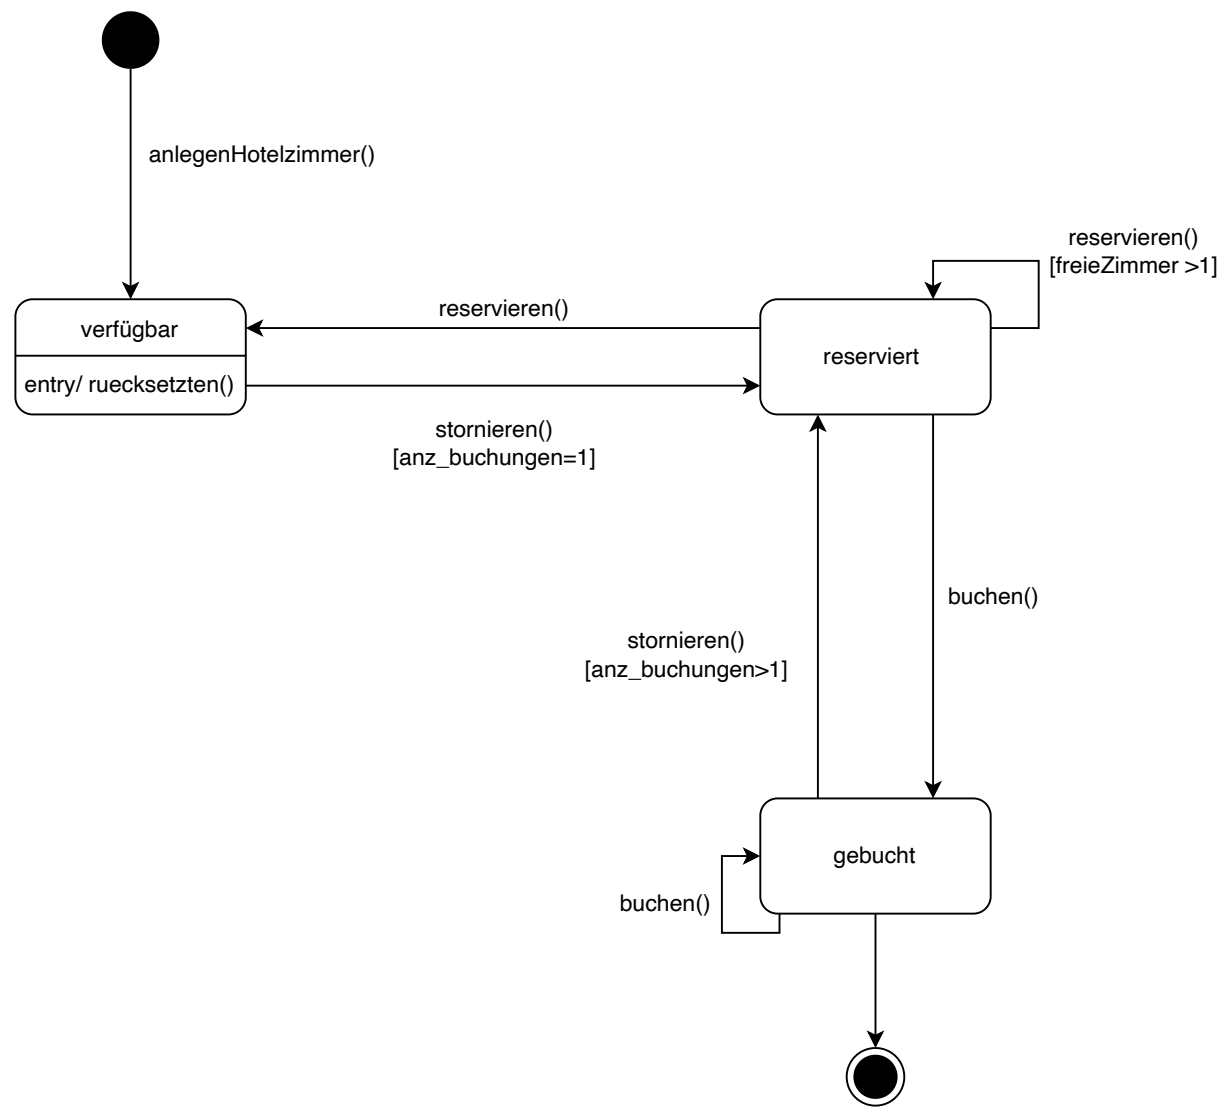 anlegenHotelzimmer()
reservieren()
[freieZimmer >1]
reservieren()
verfügbar
reserviert
entry/ ruecksetzten()
stornieren()
[anz_buchungen=1]
buchen()
stornieren()
[anz_buchungen>1]
gebucht
buchen()